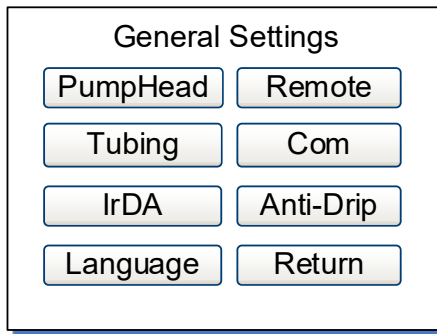 General Settings
PumpHead Remote
Tubing Com
IrDA Anti-Drip
Language Return